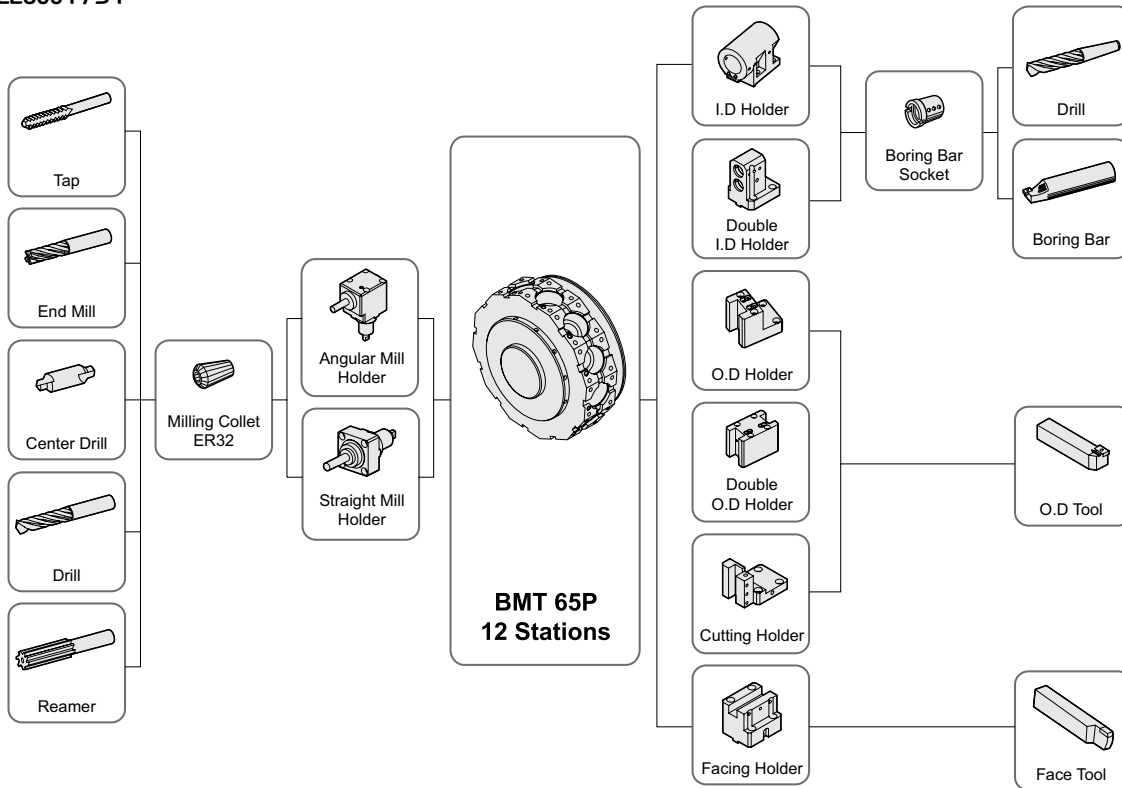 Tap
End Mill
Center Drill
Drill
Reamer
Milling Collet
ER32
Angular Mill
Holder
Straight Mill
Holder
BMT 65P
12 Stations
I.D Holder
Double
I.D Holder
O.D Holder
Double
O.D Holder
Cutting Holder
Facing Holder
Boring Bar
Socket
Drill
Boring Bar
O.D Tool
Face Tool